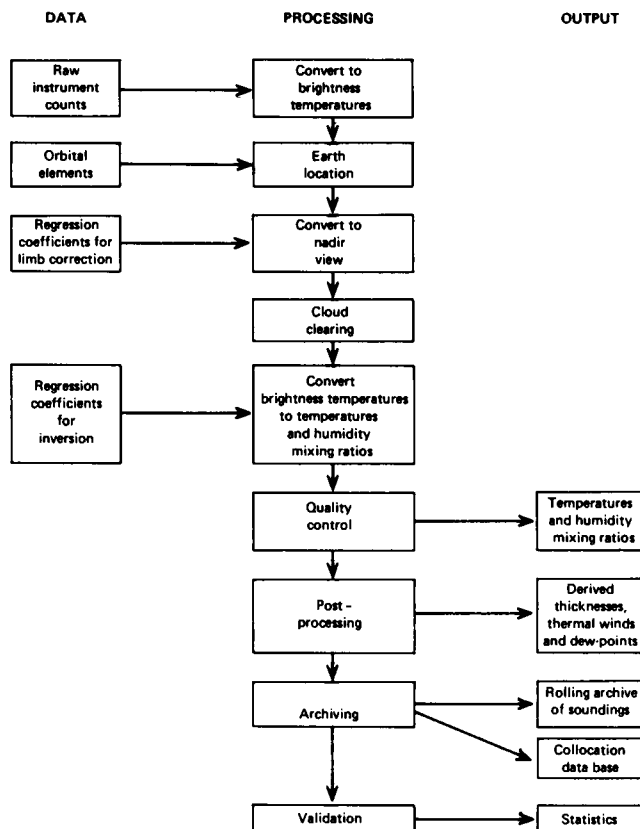 DATA
PROCESSING
OUTPUT
Raw
instrument
counts
Convert to
brightness
temperatures
Orbital
elements
Earth
location
Regression
coefficients for
limb correction
Convert to
nadir
view
Cloud
clearing
Regression
coefficients
for
inversion
Convert
brightness temperatures
to temperatures
and humidity
mixing ratios
Quality
control
Temperatures
and humidity
mixing ratios
Post –
processing
Derived
thicknesses,
thermal winds
and dew-points
Archiving
Rolling archive
of soundings
Collocation
data base
Validation
Statistics